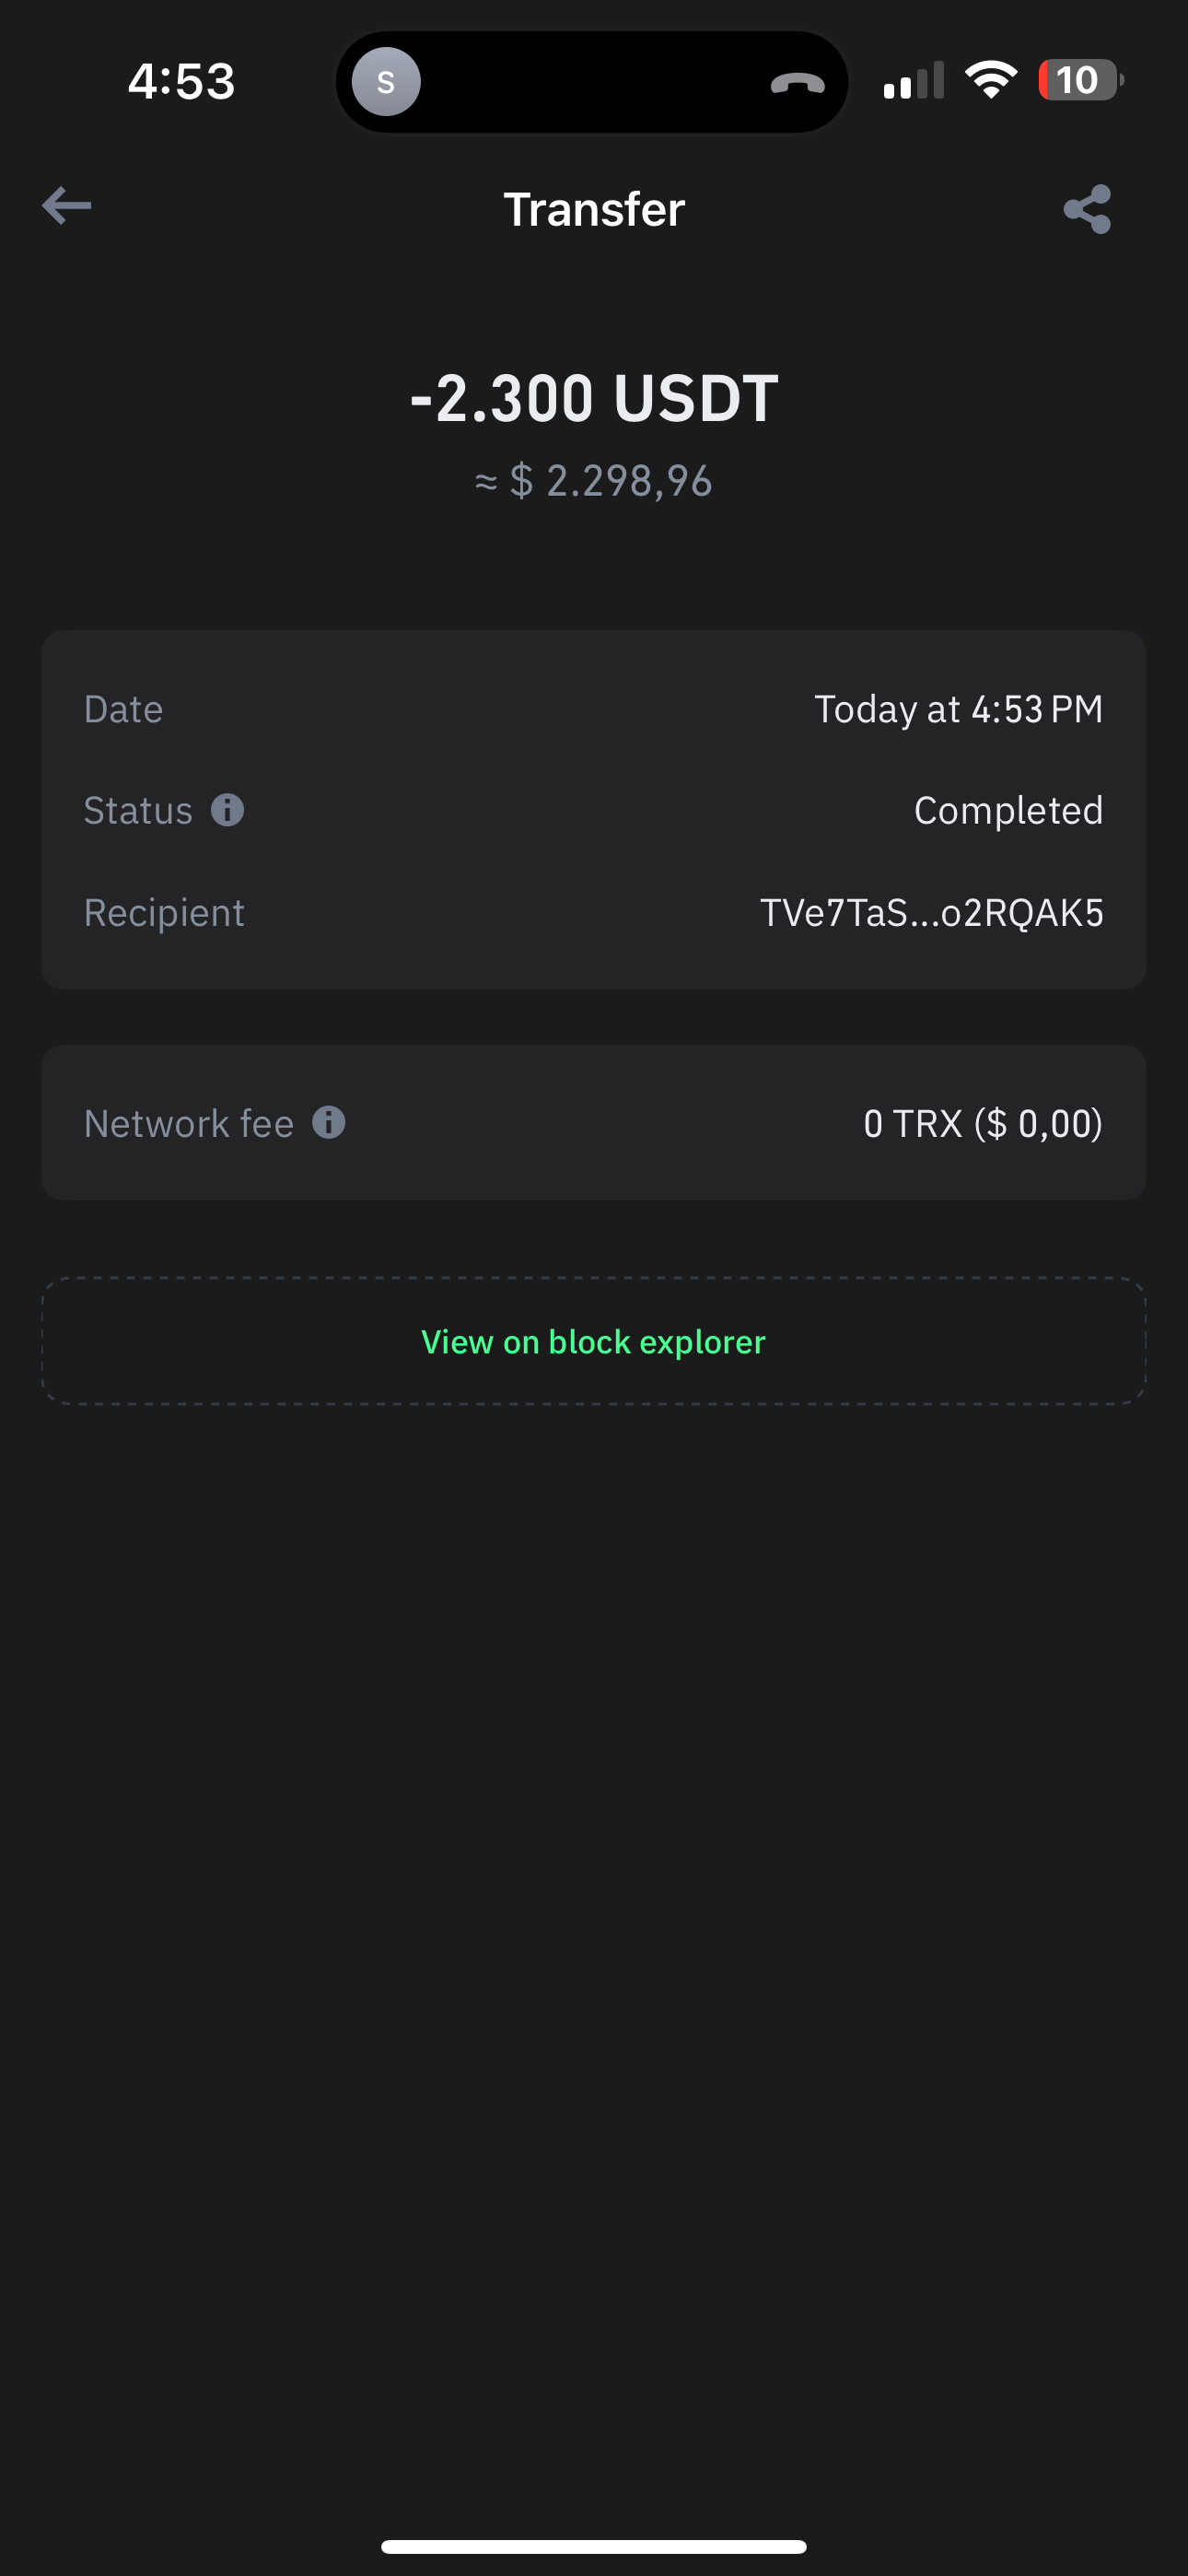 4:53
S
10
Transfer
-2.300 USDT
≈ $ 2.298,96
Date Today at 4:53 PM
Status Completed
Recipient TVe7TaS...o2RQAK5
Network fee 0 TRX ($ 0,00)
View on block explorer